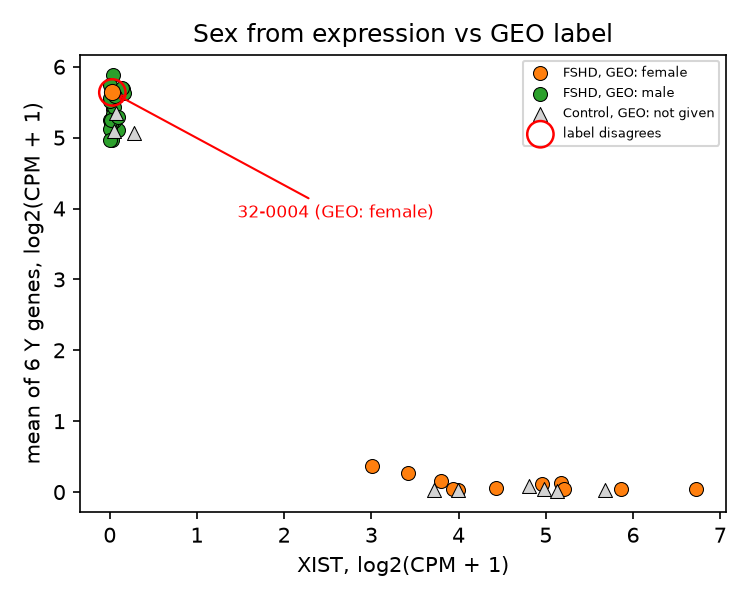 Sex from expression vs GEO label
mean of 6 Y genes, log2(CPM + 1)
6
5
4
3
2
1
0
FSHD, GEO: female
FSHD, GEO: male
Control, GEO: not given
label disagrees
32-0004 (GEO: female)
0 1 2 3 4 5 6 7
XIST, log2(CPM + 1)